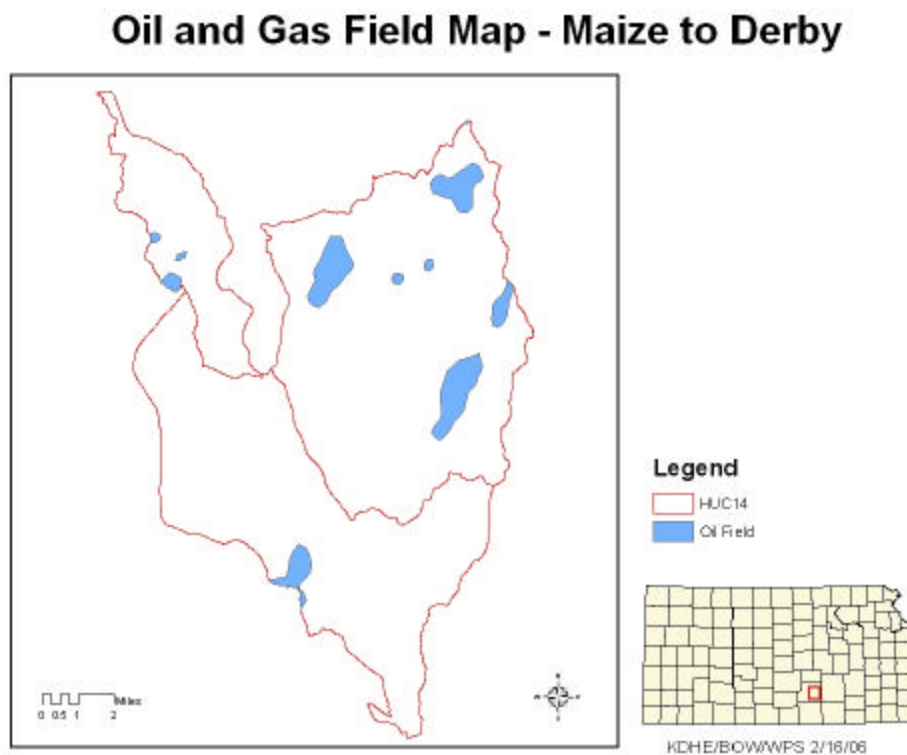 Oil and Gas Field Map - Maize to Derby
Legend
HUC14
Oil Field
Miles
0 0.5 1 2
N
W E
S
KDHE/BOW/WPS 2/16/06